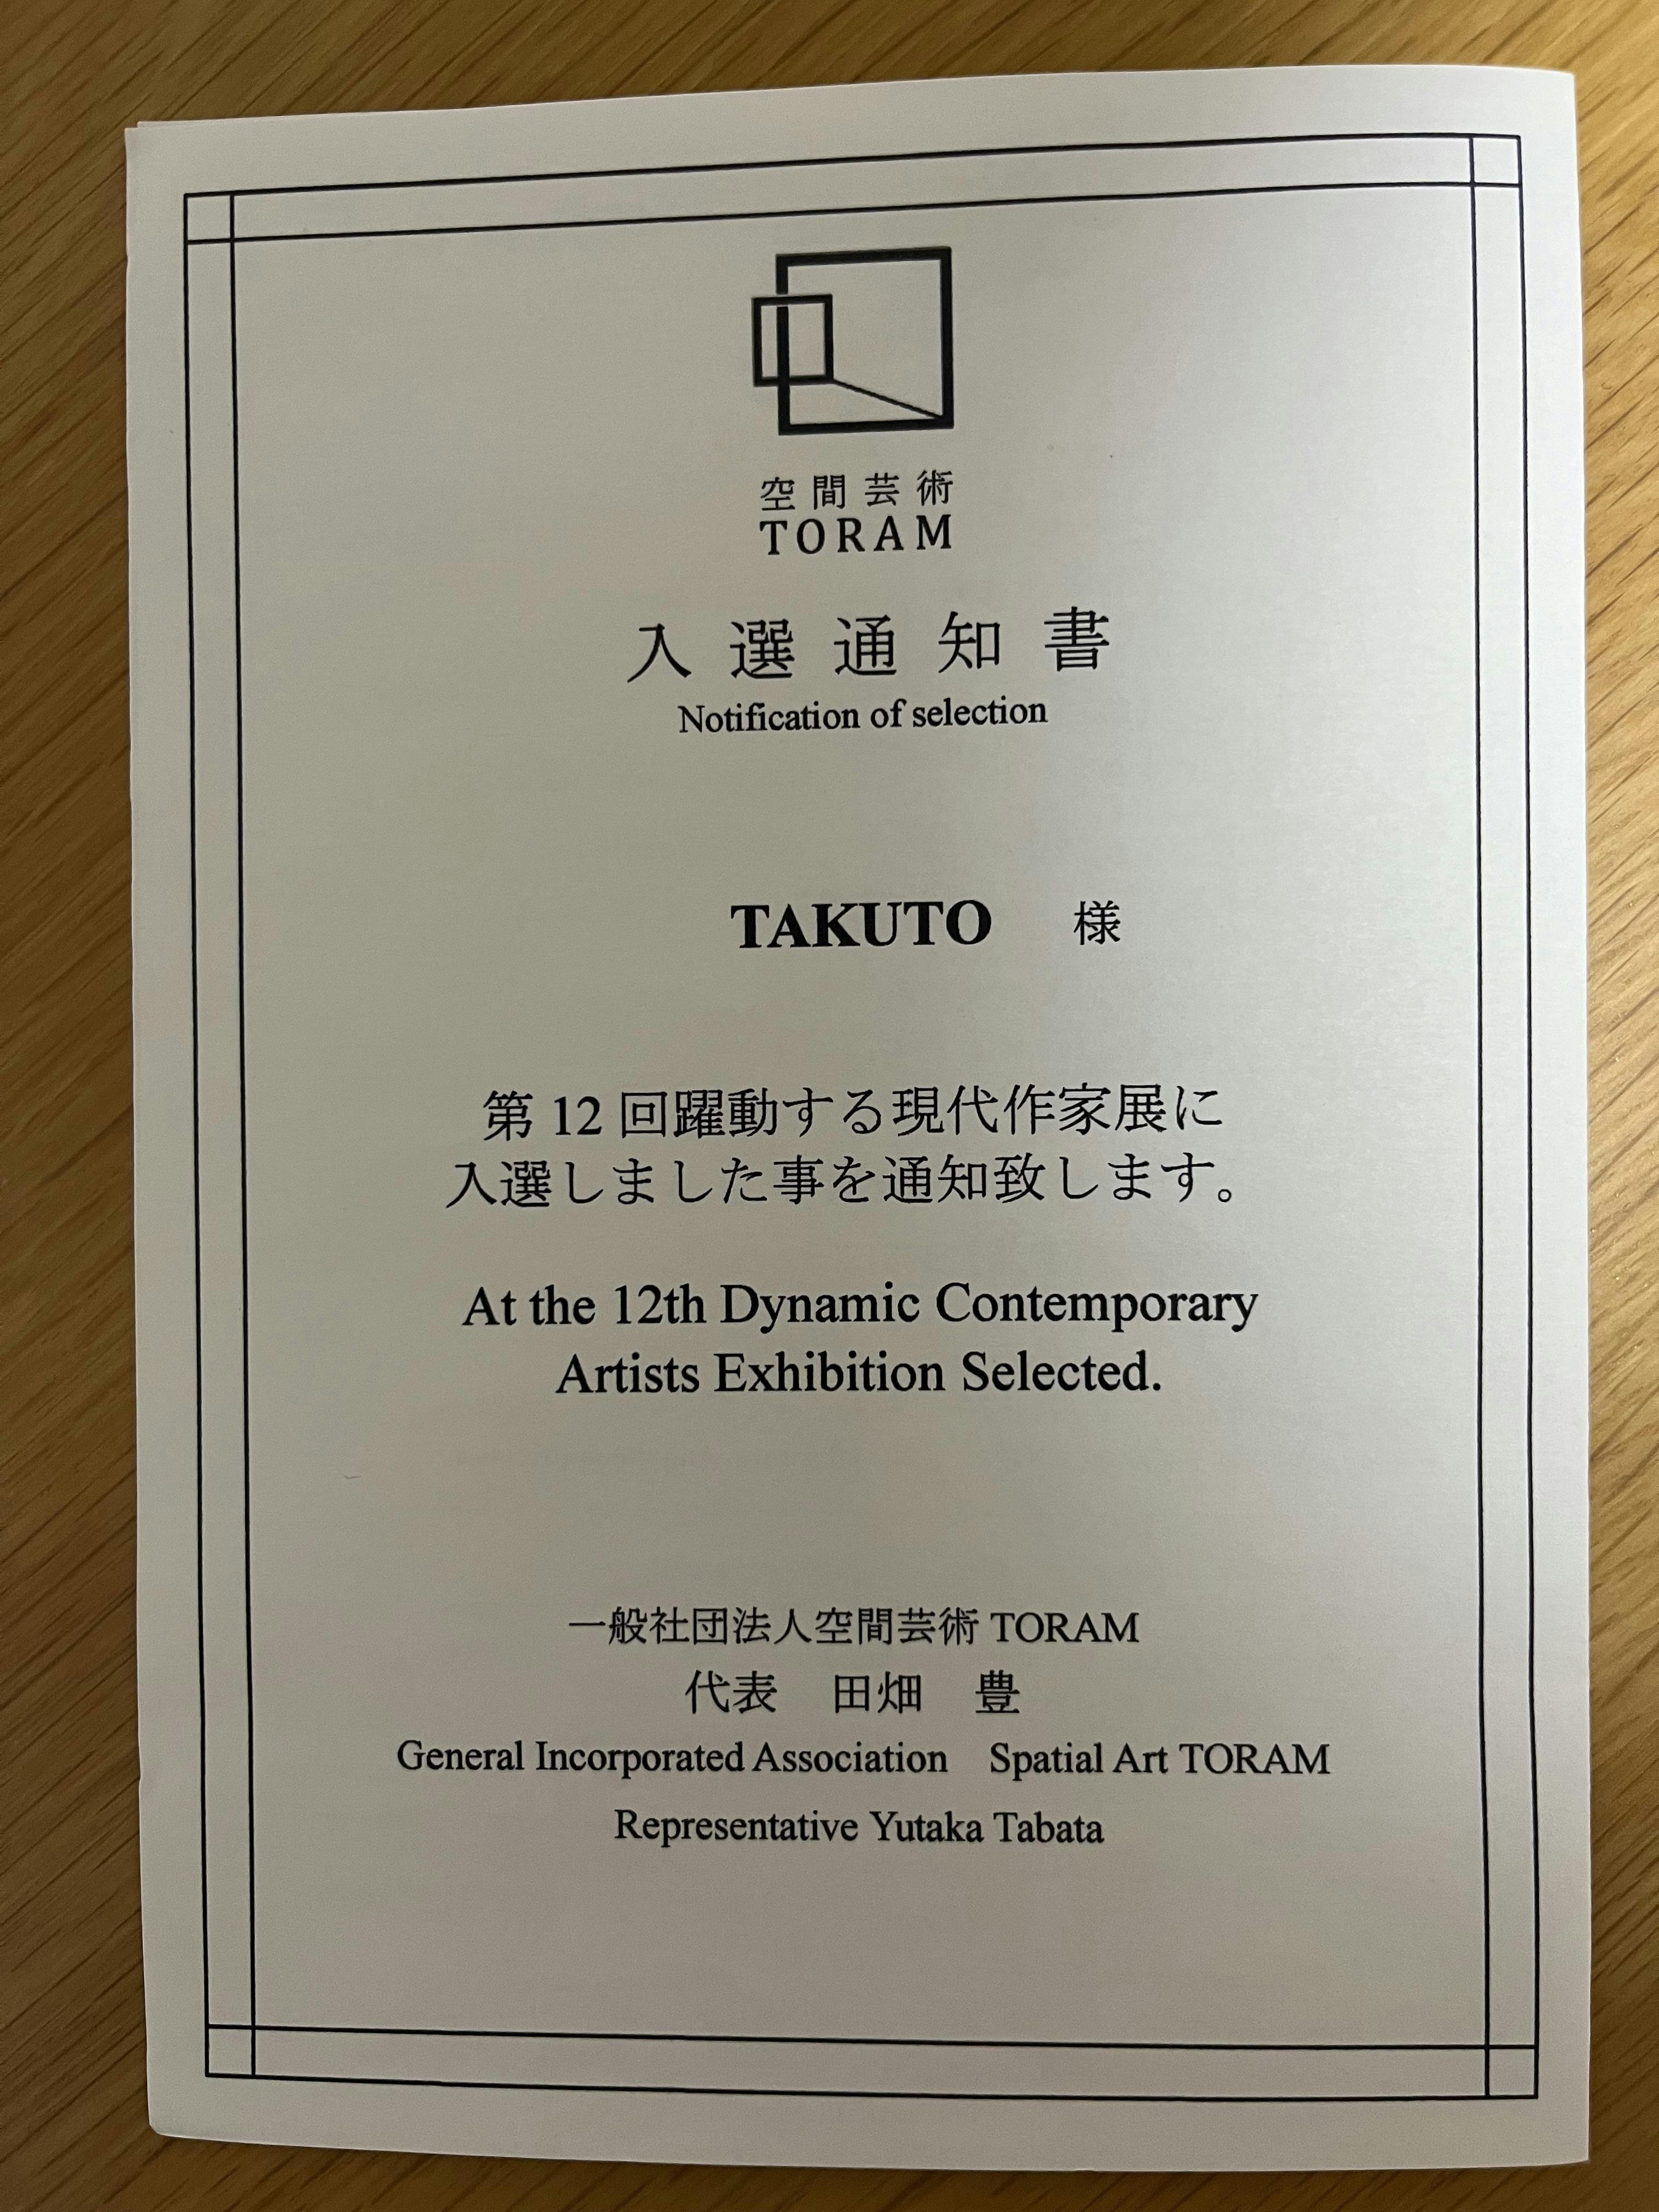 空間芸術
TORAM
入選通知書
Notification of selection
TAKUTO 様
第12回躍動する現代作家展に
入選しました事を通知致します。
At the 12th Dynamic Contemporary
Artists Exhibition Selected.
一般社団法人空間芸術 TORAM
代表 田畑 豊
General Incorporated Association Spatial Art TORAM
Representative Yutaka Tabata